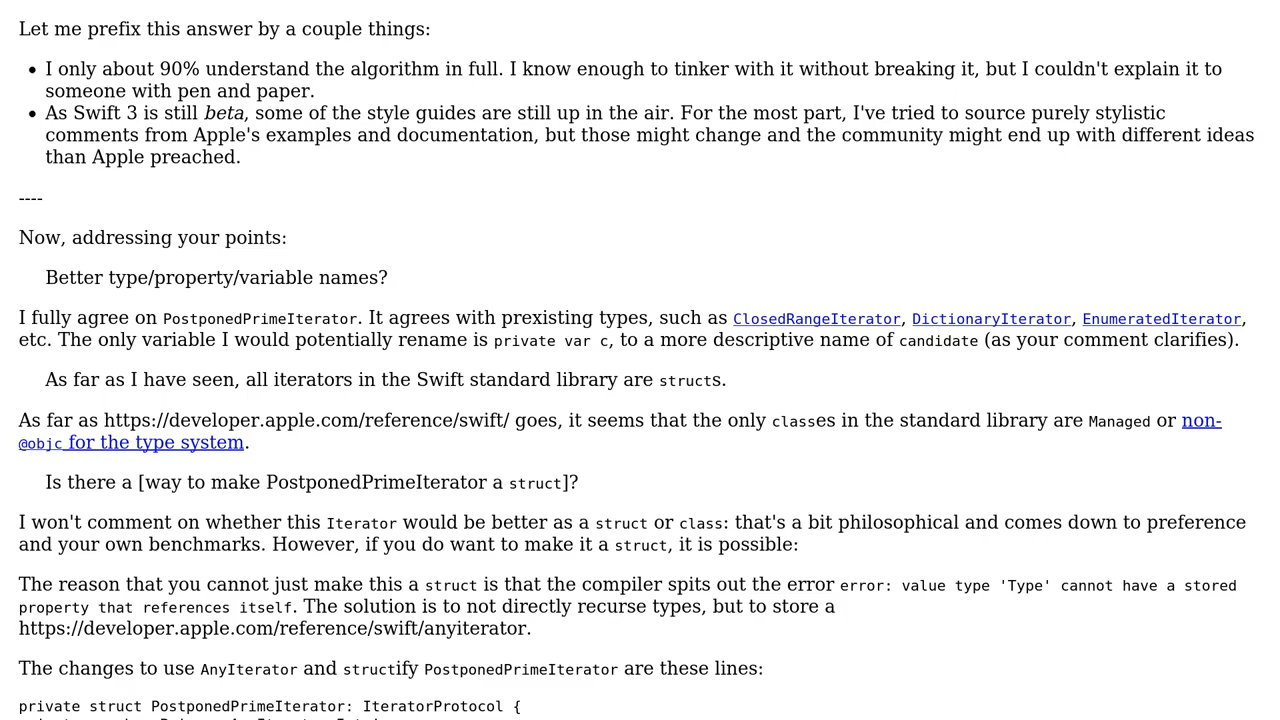 Let me prefix this answer by a couple things:
• I only about 90% understand the algorithm in full. I know enough to tinker with it without breaking it, but I couldn't explain it to
someone with pen and paper.
• As Swift 3 is still beta, some of the style guides are still up in the air. For the most part, I've tried to source purely stylistic
comments from Apple's examples and documentation, but those might change and the community might end up with different ideas
than Apple preached.
----
Now, addressing your points:
Better type/property/variable names?
I fully agree on PostponedPrimeIterator. It agrees with prexisting types, such as ClosedRangeIterator, DictionaryIterator, EnumeratedIterator,
etc. The only variable I would potentially rename is private var c, to a more descriptive name of candidate (as your comment clarifies).
As far as I have seen, all iterators in the Swift standard library are structs.
As far as https://developer.apple.com/reference/swift/ goes, it seems that the only classes in the standard library are Managed or non-
@objc for the type system.
Is there a [way to make PostponedPrimeIterator a struct]?
I won't comment on whether this Iterator would be better as a struct or class: that's a bit philosophical and comes down to preference
and your own benchmarks. However, if you do want to make it a struct, it is possible:
The reason that you cannot just make this a struct is that the compiler spits out the error error: value type 'Type' cannot have a stored
property that references itself. The solution is to not directly recurse types, but to store a
https://developer.apple.com/reference/swift/anyiterator.
The changes to use AnyIterator and structify PostponedPrimeIterator are these lines:
private struct PostponedPrimeIterator: IteratorProtocol {